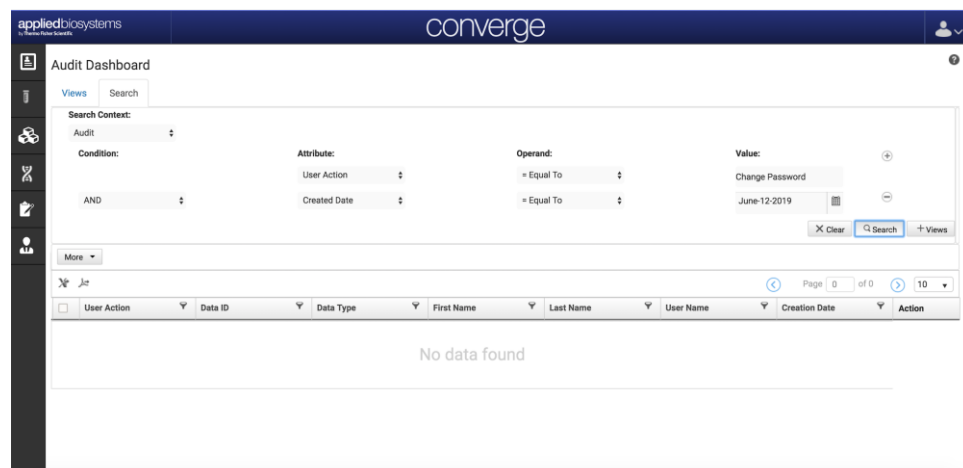 appliedbiosystems
by Thermo Fisher Scientific
converge
Audit Dashboard
Views Search
Search Context:
Audit
Condition: Attribute: Operand: Value:
User Action = Equal To Change Password
AND Created Date = Equal To June-12-2019
Clear Search + Views
More
Page 0 of 0 10
User Action Data ID Data Type First Name Last Name User Name Creation Date Action
No data found